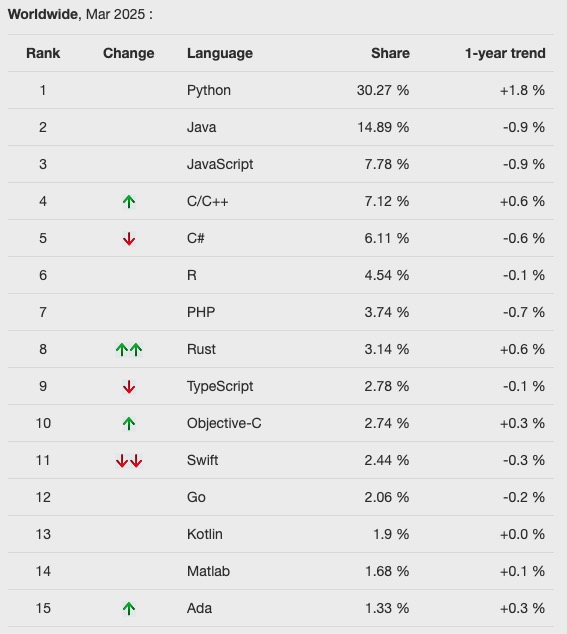 Worldwide, Mar 2025 :
Rank Change Language Share 1-year trend
1 Python 30.27 % +1.8 %
2 Java 14.89 % -0.9 %
3 JavaScript 7.78 % -0.9 %
4 ↑ C/C++ 7.12 % +0.6 %
5 ↓ C# 6.11 % -0.6 %
6 R 4.54 % -0.1 %
7 PHP 3.74 % -0.7 %
8 ↑↑ Rust 3.14 % +0.6 %
9 ↓ TypeScript 2.78 % -0.1 %
10 ↑ Objective-C 2.74 % +0.3 %
11 ↓↓ Swift 2.44 % -0.3 %
12 Go 2.06 % -0.2 %
13 Kotlin 1.9 % +0.0 %
14 Matlab 1.68 % +0.1 %
15 ↑ Ada 1.33 % +0.3 %